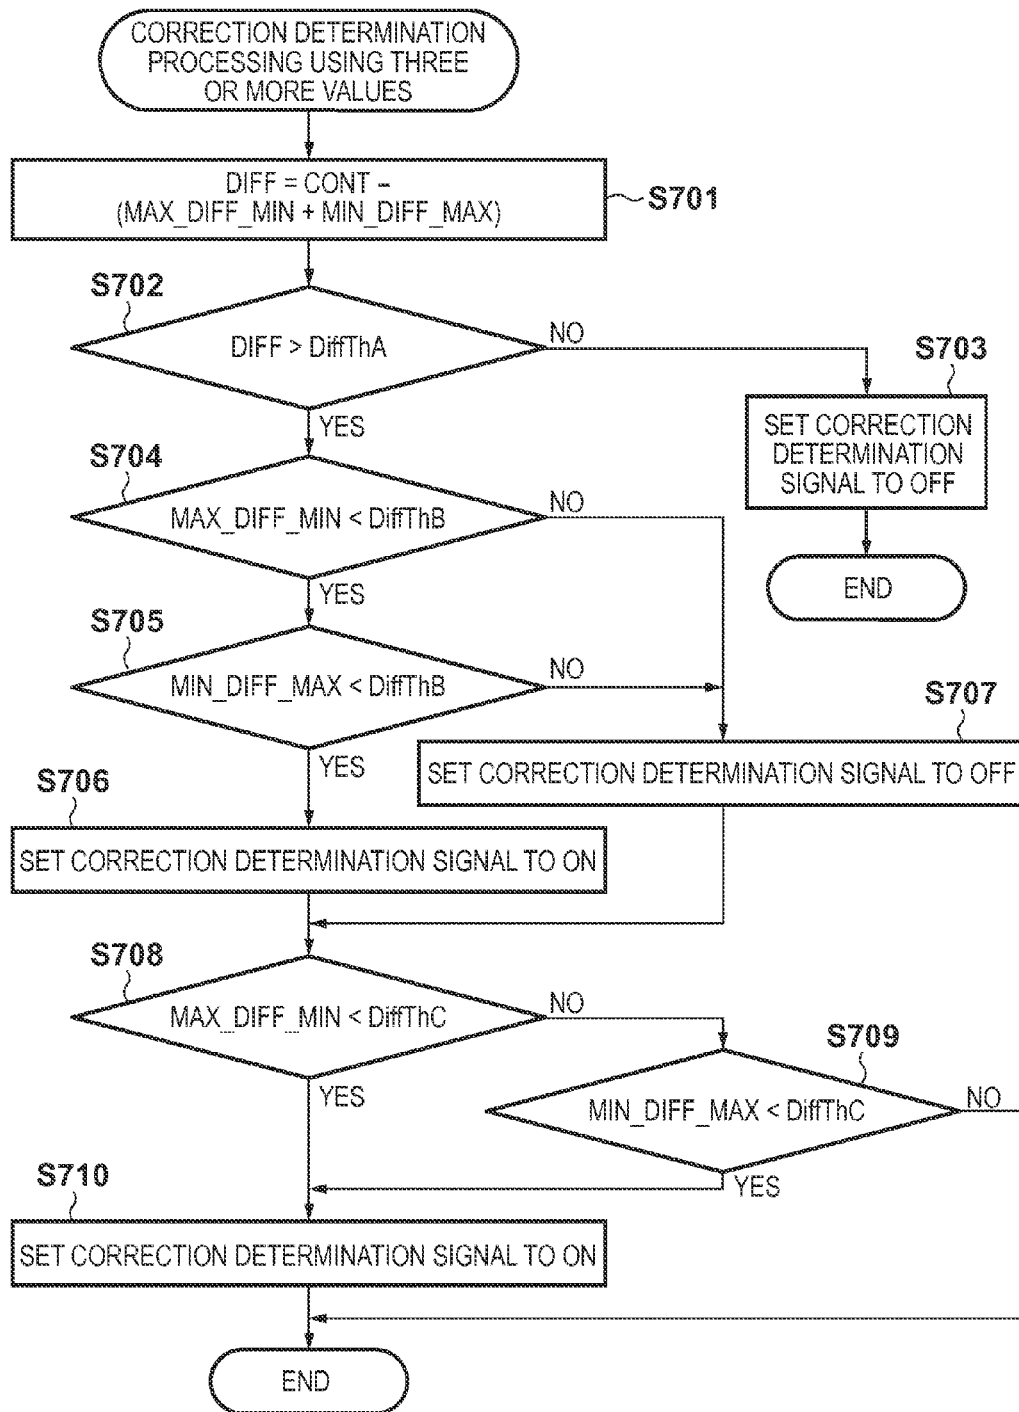 CORRECTION DETERMINATION
PROCESSING USING THREE
OR MORE VALUES
DIFF = CONT –
(MAX_DIFF_MIN + MIN_DIFF_MAX)
S701
S702
DIFF > DiffThA
NO
YES
S703
SET CORRECTION
DETERMINATION
SIGNAL TO OFF
END
S704
MAX_DIFF_MIN < DiffThB
NO
YES
S705
MIN_DIFF_MAX < DiffThB
NO
YES
S707
SET CORRECTION DETERMINATION SIGNAL TO OFF
S706
SET CORRECTION DETERMINATION SIGNAL TO ON
S708
MAX_DIFF_MIN < DiffThC
NO
YES
S709
MIN_DIFF_MAX < DiffThC
NO
YES
S710
SET CORRECTION DETERMINATION SIGNAL TO ON
END